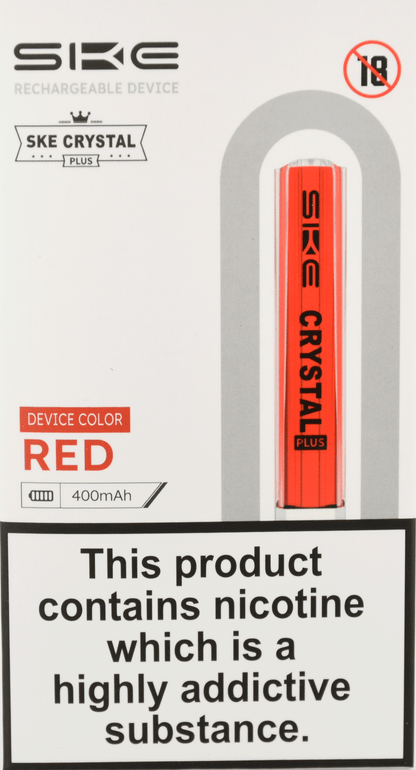 SKE
RECHARGEABLE DEVICE
18
SKE CRYSTAL
PLUS
SKE CRYSTAL
PLUS
DEVICE COLOR
RED
400mAh
This product
contains nicotine
which is a
highly addictive
substance.